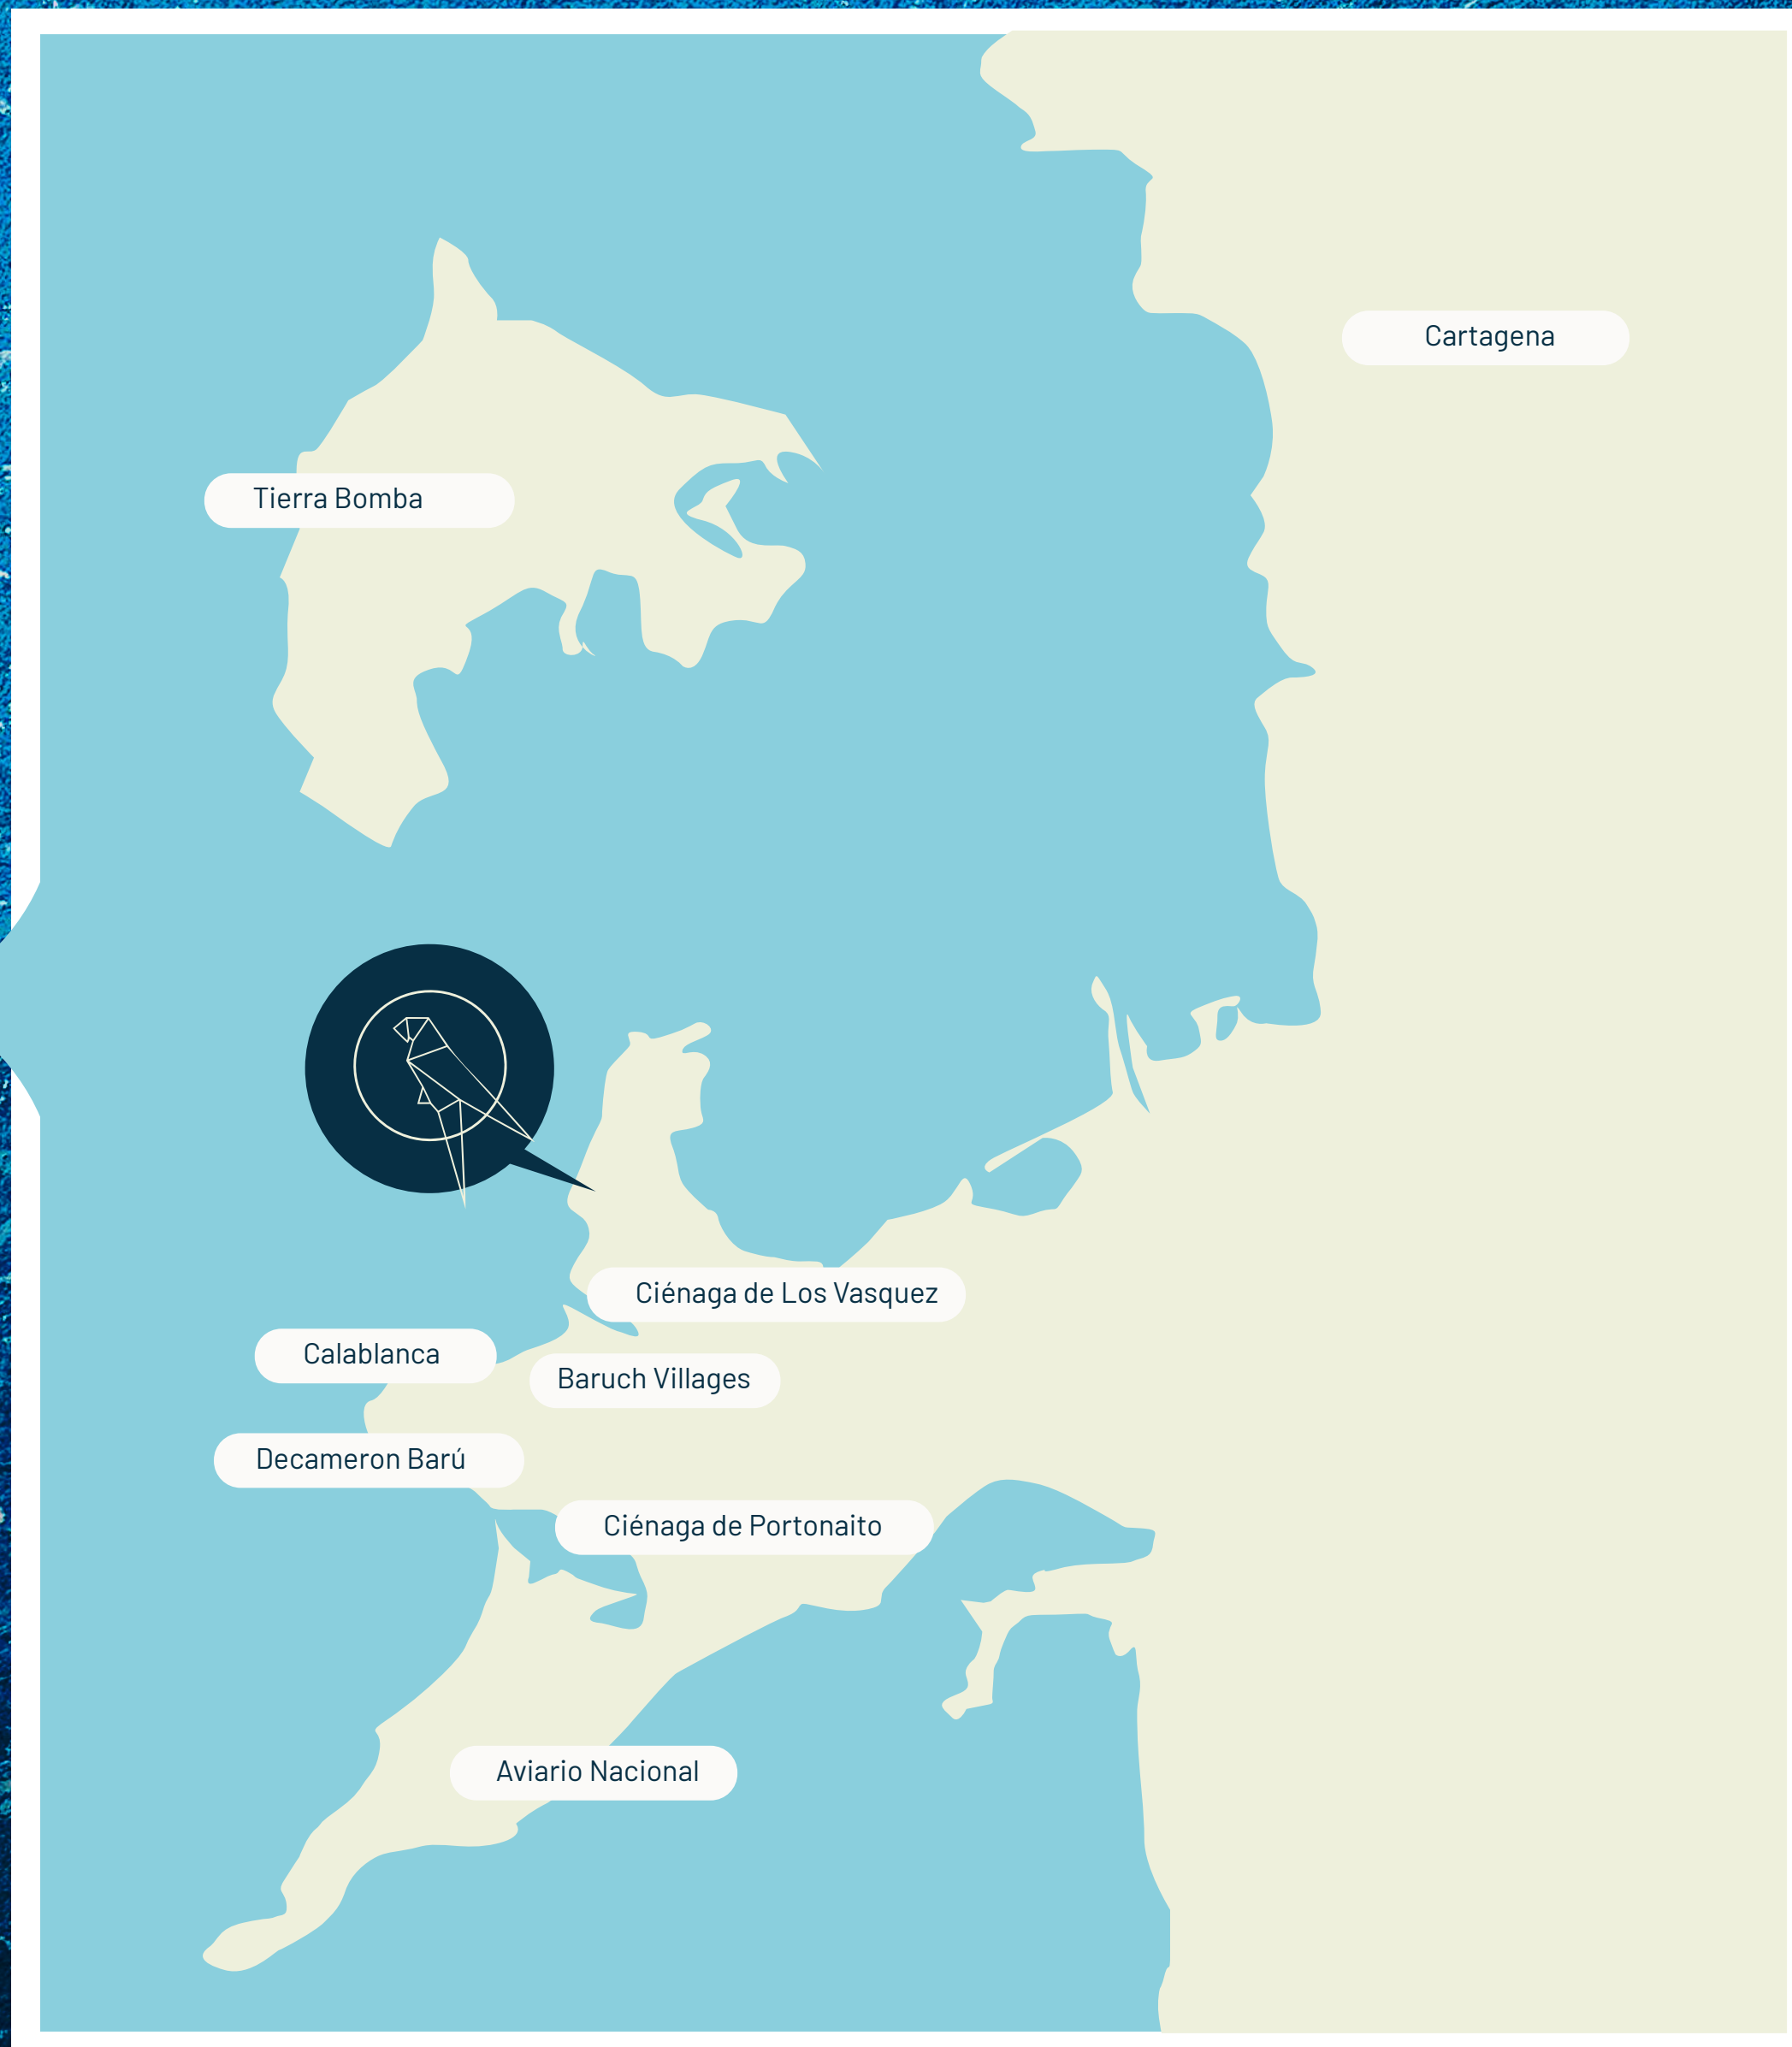 Cartagena
Tierra Bomba
Ciénaga de Los Vasquez
Calablanca
Baruch Villages
Decameron Barú
Ciénaga de Portonaito
Aviario Nacional